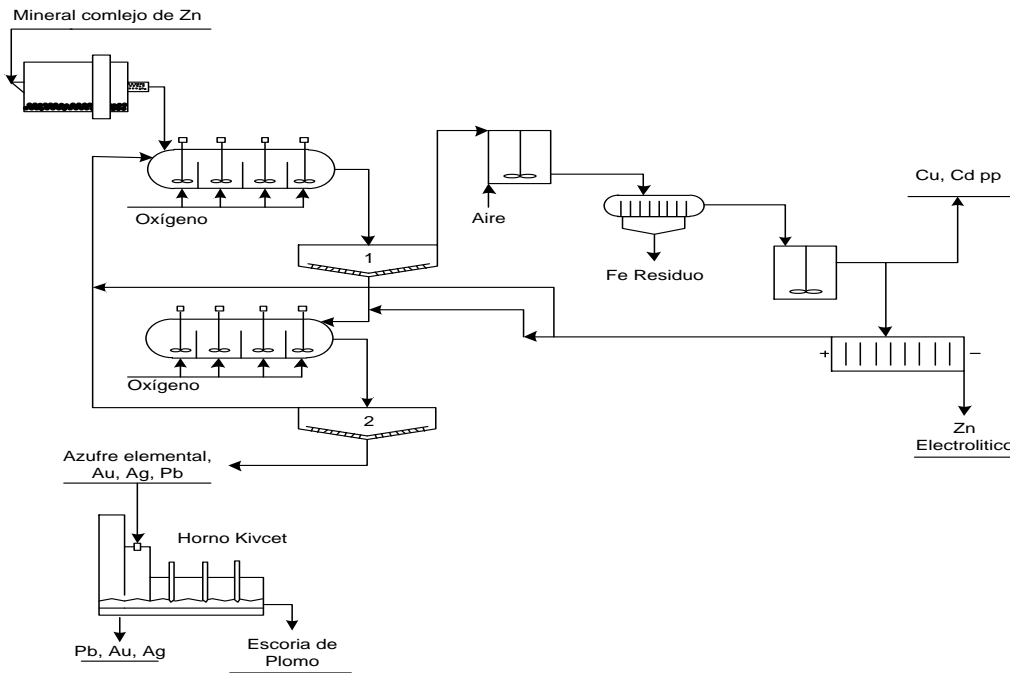 Mineral comlejo de Zn
Oxígeno
1
Aire
Fe Residuo
Cu, Cd pp
Oxígeno
2
+
–
Zn
Electrolitico
Azufre elemental,
Au, Ag, Pb
Horno Kivcet
Pb, Au, Ag
Escoria de
Plomo